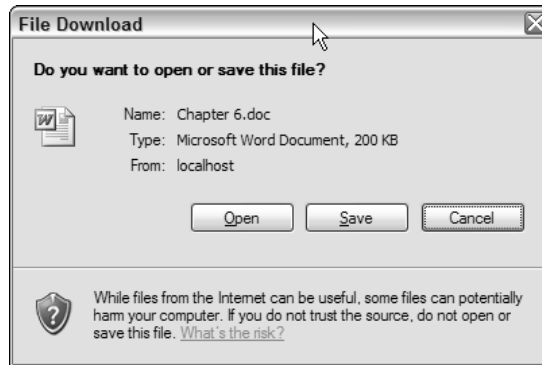 File Download
Do you want to open or save this file?
Name: Chapter 6.doc
Type: Microsoft Word Document, 200 KB
From: localhost
Open Save Cancel
While files from the Internet can be useful, some files can potentially
harm your computer. If you do not trust the source, do not open or
save this file. What's the risk?